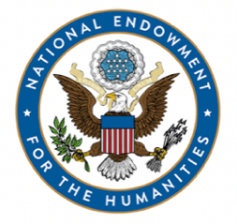 NATIONAL ENDOWMENT
FOR THE HUMANITIES